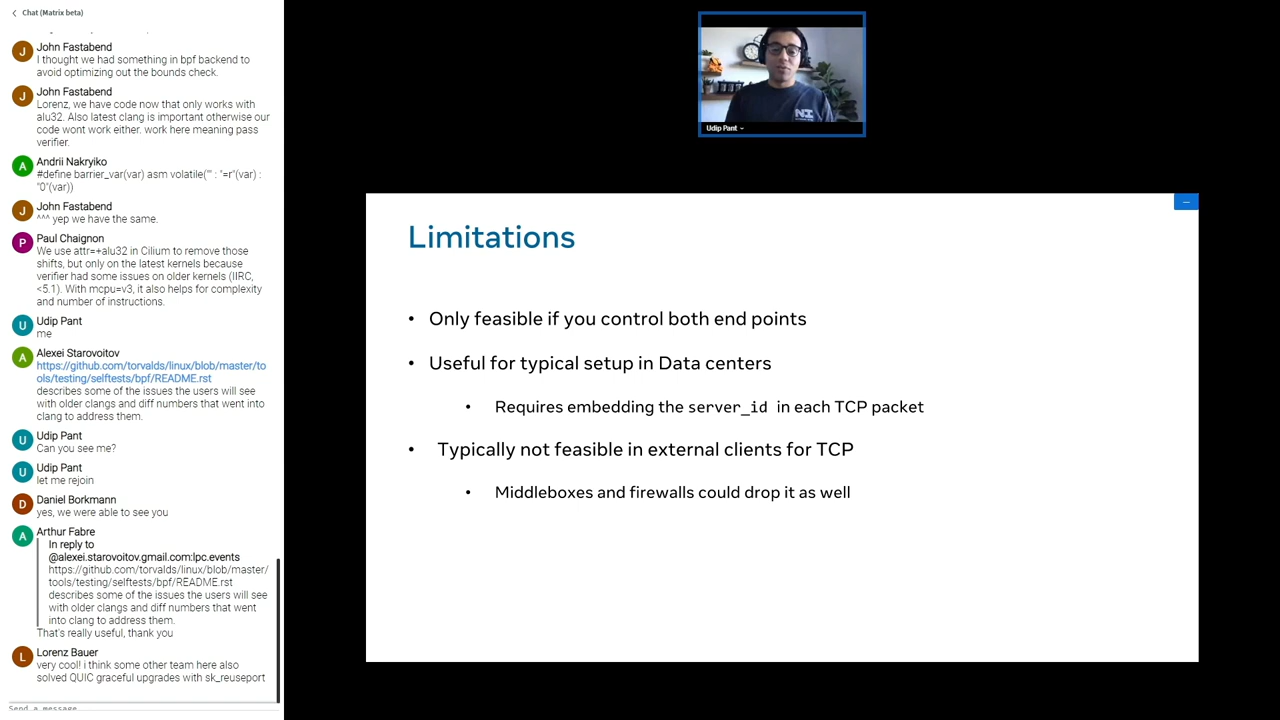 Chat (Matrix beta)
John Fastabend
I thought we had something in bpf backend to
avoid optimizing out the bounds check.
John Fastabend
Lorenz, we have code now that only works with
alu32. Also latest clang is important otherwise our
code wont work either. work here meaning pass
verifier.
Andrii Nakryiko
#define barrier_var(var) asm volatile("" : "=r"(var) :
"0"(var))
John Fastabend
^^^ yep we have the same.
Paul Chaignon
We use attr=+alu32 in Cilium to remove those
shifts, but only on the latest kernels because
verifier had some issues on older kernels (IIRC,
<5.1). With mcpu=v3, it also helps for complexity
and number of instructions.
Udip Pant
me
Alexei Starovoitov
https://github.com/torvalds/linux/blob/master/to
ols/testing/selftests/bpf/README.rst
describes some of the issues the users will see
with older clangs and diff numbers that went into
clang to address them.
Udip Pant
Can you see me?
Udip Pant
let me rejoin
Daniel Borkmann
yes, we were able to see you
Arthur Fabre
In reply to
@alexei.starovoitov.gmail.com:lpc.events
https://github.com/torvalds/linux/blob/master/
tools/testing/selftests/bpf/README.rst
describes some of the issues the users will see
with older clangs and diff numbers that went
into clang to address them.
That's really useful, thank you
Lorenz Bauer
very cool! i think some other team here also
solved QUIC graceful upgrades with sk_reuseport
Send a message
Udip Pant
Limitations
• Only feasible if you control both end points
• Useful for typical setup in Data centers
• Requires embedding the server_id in each TCP packet
• Typically not feasible in external clients for TCP
• Middleboxes and firewalls could drop it as well